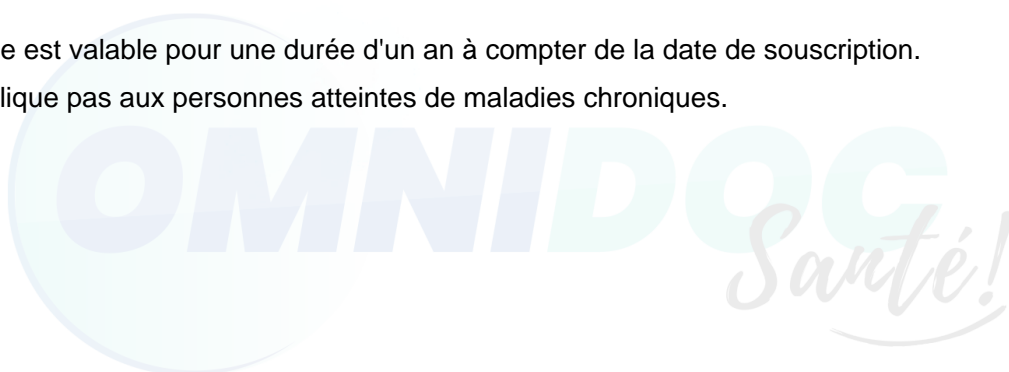 e est valable pour une durée d'un an à compter de la date de souscription.
lique pas aux personnes atteintes de maladies chroniques.
OMNIDOC
Santé!